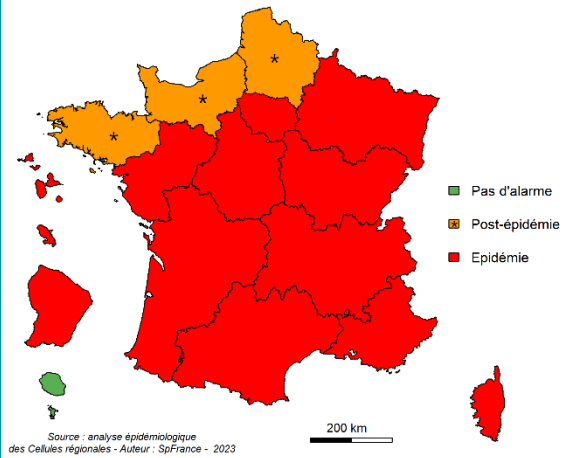 Pas d'alarme
* Post-épidémie
Epidémie
200 km
Source : analyse épidémiologique
des Cellules régionales - Auteur : SpFrance - 2023